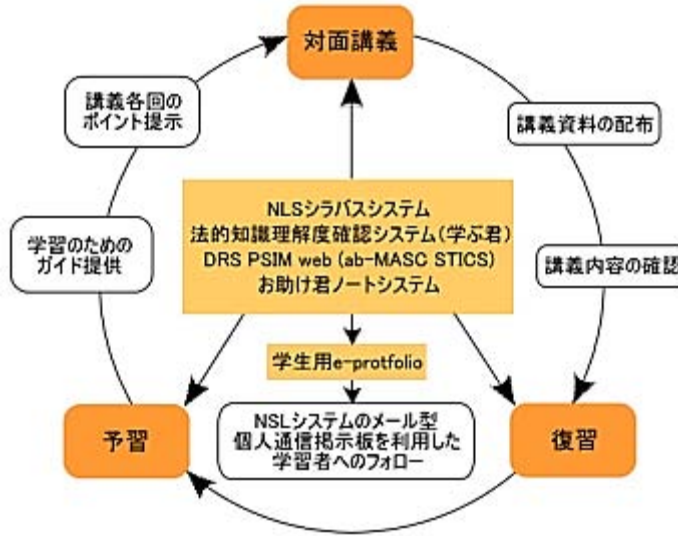 対面講義
講義各回の
ポイント提示
講義資料の配布
NLSシラバスシステム
法的知識理解度確認システム(学ぶ君)
DRS PSIM web (ab-MASC STICS)
お助け君ノートシステム
学習のための
ガイド提供
講義内容の確認
学生用e-protfolio
予習
NSLシステムのメール型
個人通信掲示板を利用した
学習者へのフォロー
復習